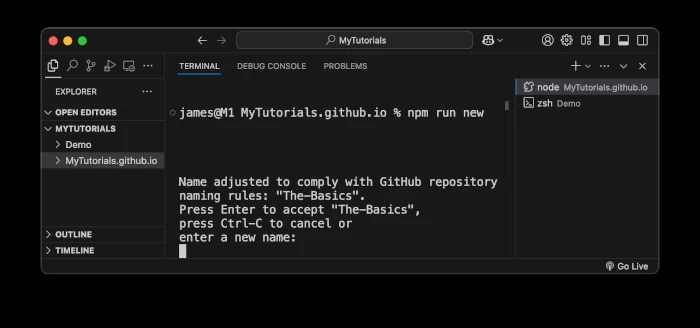 MyTutorials
TERMINAL DEBUG CONSOLE PROBLEMS
EXPLORER
OPEN EDITORS
MYTUTORIALS
Demo
MyTutorials.github.io
OUTLINE
TIMELINE
james@M1 MyTutorials.github.io % npm run new
Name adjusted to comply with GitHub repository
naming rules: "The-Basics".
Press Enter to accept "The-Basics",
press Ctrl-C to cancel or
enter a new name:
node MyTutorials.github.io
zsh Demo
Go Live